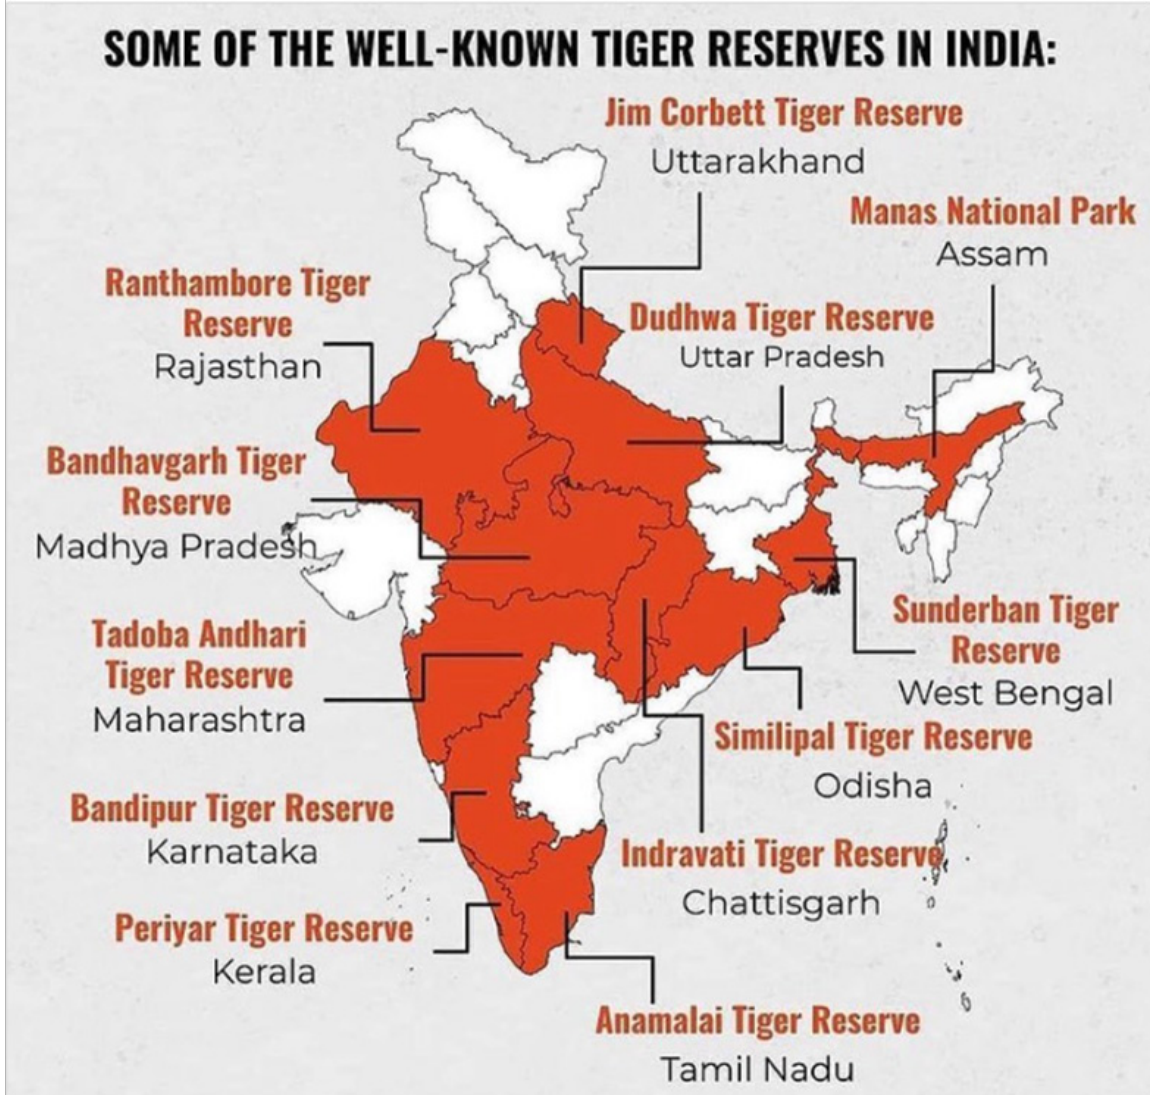 SOME OF THE WELL-KNOWN TIGER RESERVES IN INDIA:
Jim Corbett Tiger Reserve
Uttarakhand
Manas National Park
Assam
Ranthambore Tiger
Reserve
Rajasthan
Dudhwa Tiger Reserve
Uttar Pradesh
Bandhavgarh Tiger
Reserve
Madhya Pradesh
Sunderban Tiger
Reserve
West Bengal
Tadoba Andhari
Tiger Reserve
Maharashtra
Similipal Tiger Reserve
Odisha
Bandipur Tiger Reserve
Karnataka
Indravati Tiger Reserve
Chattisgarh
Periyar Tiger Reserve
Kerala
Anamalai Tiger Reserve
Tamil Nadu